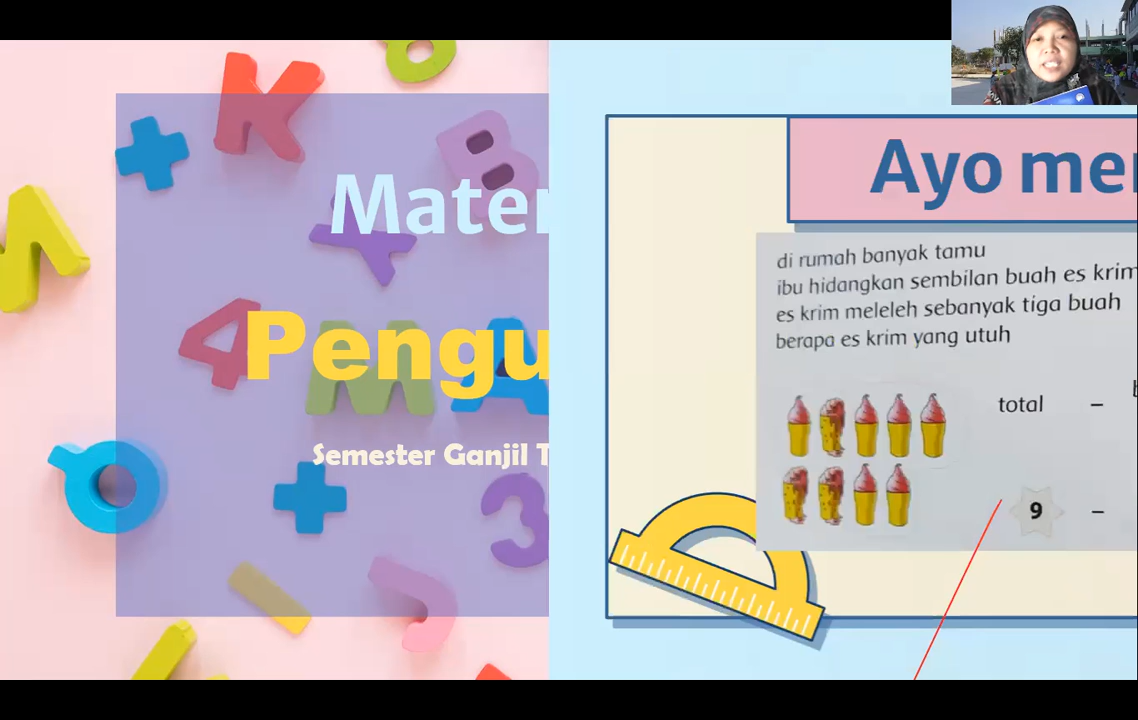 Mater
Pengu
Semester Ganjil T
Ayo me
di rumah banyak tamu
ibu hidangkan sembilan buah es krim
es krim meleleh sebanyak tiga buah
berapa es krim yang utuh
total –
9 –